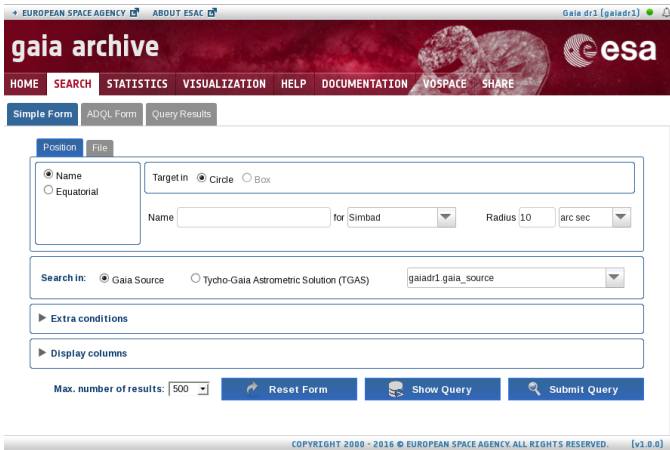 EUROPEAN SPACE AGENCY ABOUT ESAC Gaia dr1 (gaiadr1)
gaia archive esa
HOME SEARCH STATISTICS VISUALIZATION HELP DOCUMENTATION VOSPACE SHARE
Simple Form ADQL Form Query Results
Position File
Name Target in Circle Box
Equatorial
Name for Simbad Radius 10 arc sec
Search in: Gaia Source Tycho-Gaia Astrometric Solution (TGAS) gaiadr1.gaia_source
Extra conditions
Display columns
Max. number of results: 500 Reset Form Show Query Submit Query
COPYRIGHT 2000 - 2016 © EUROPEAN SPACE AGENCY. ALL RIGHTS RESERVED. (v1.0.0)